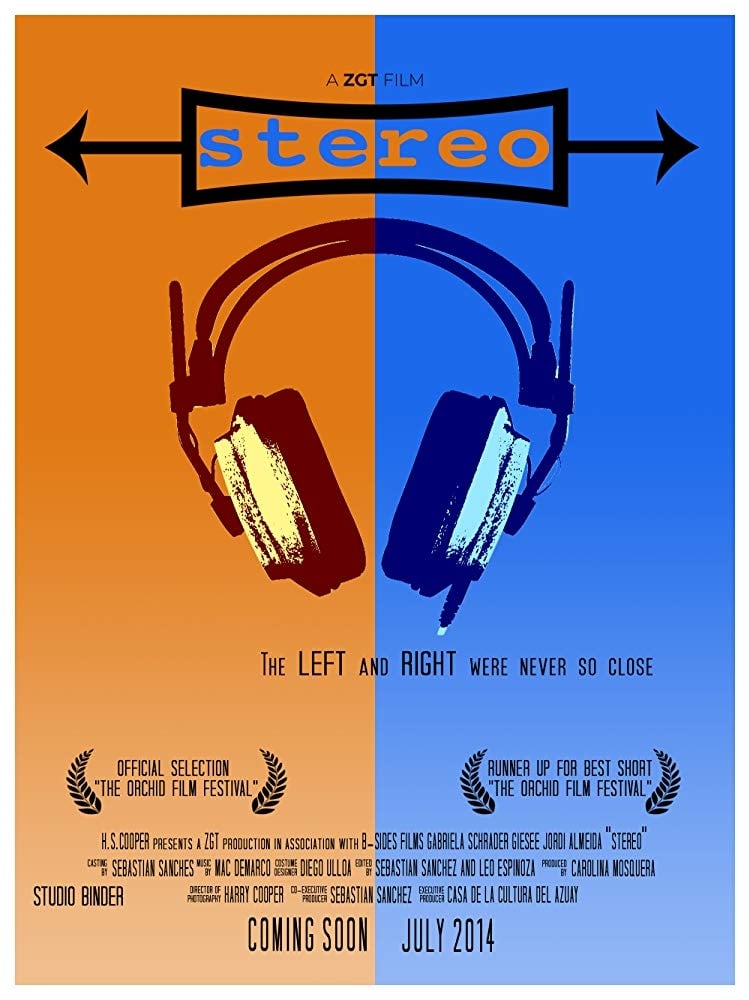 A ZGT FILM
stereo
THE LEFT AND RIGHT WERE NEVER SO CLOSE
OFFICIAL SELECTION
"THE ORCHID FILM FESTIVAL"
RUNNER UP FOR BEST SHORT
"THE ORCHID FILM FESTIVAL"
H.S.COOPER PRESENTS A ZGT PRODUCTION IN ASSOCIATION WITH B-SIDES FILMS GABRIELA SCHRADER GIESEE JORDI ALMEIDA "STEREO"
CASTING BY SEBASTIAN SANCHES MUSIC BY MAC DEMARCO COSTUME DESIGNER DIEGO ULLOA EDITED BY SEBASTIAN SANCHEZ AND LEO ESPINOZA PRODUCED BY CAROLINA MOSQUERA
STUDIO BINDER
DIRECTOR OF PHOTOGRAPHY HARRY COOPER CO-EXECUTIVE PRODUCER SEBASTIAN SANCHEZ EXECUTIVE PRODUCER CASA DE LA CULTURA DEL AZUAY
COMING SOON JULY 2014